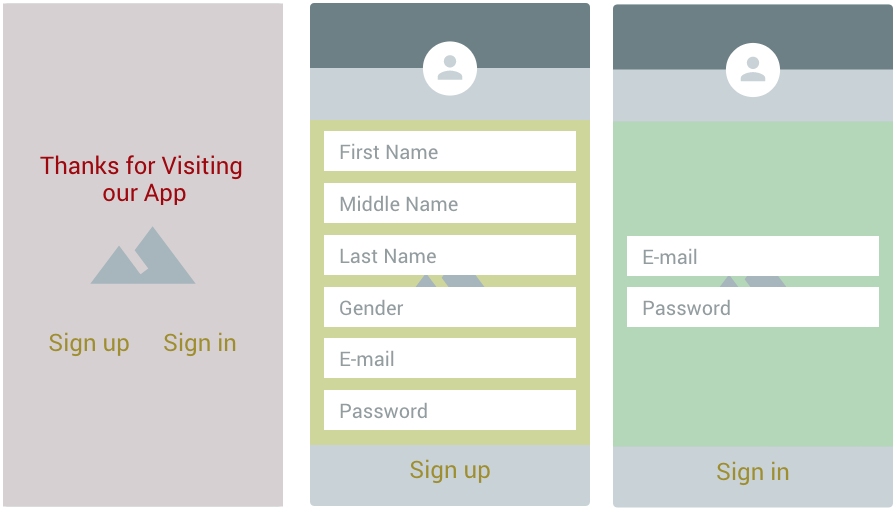 Thanks for Visiting
our App
Sign up
Sign in
First Name
Middle Name
Last Name
Gender
E-mail
Password
Sign up
E-mail
Password
Sign in